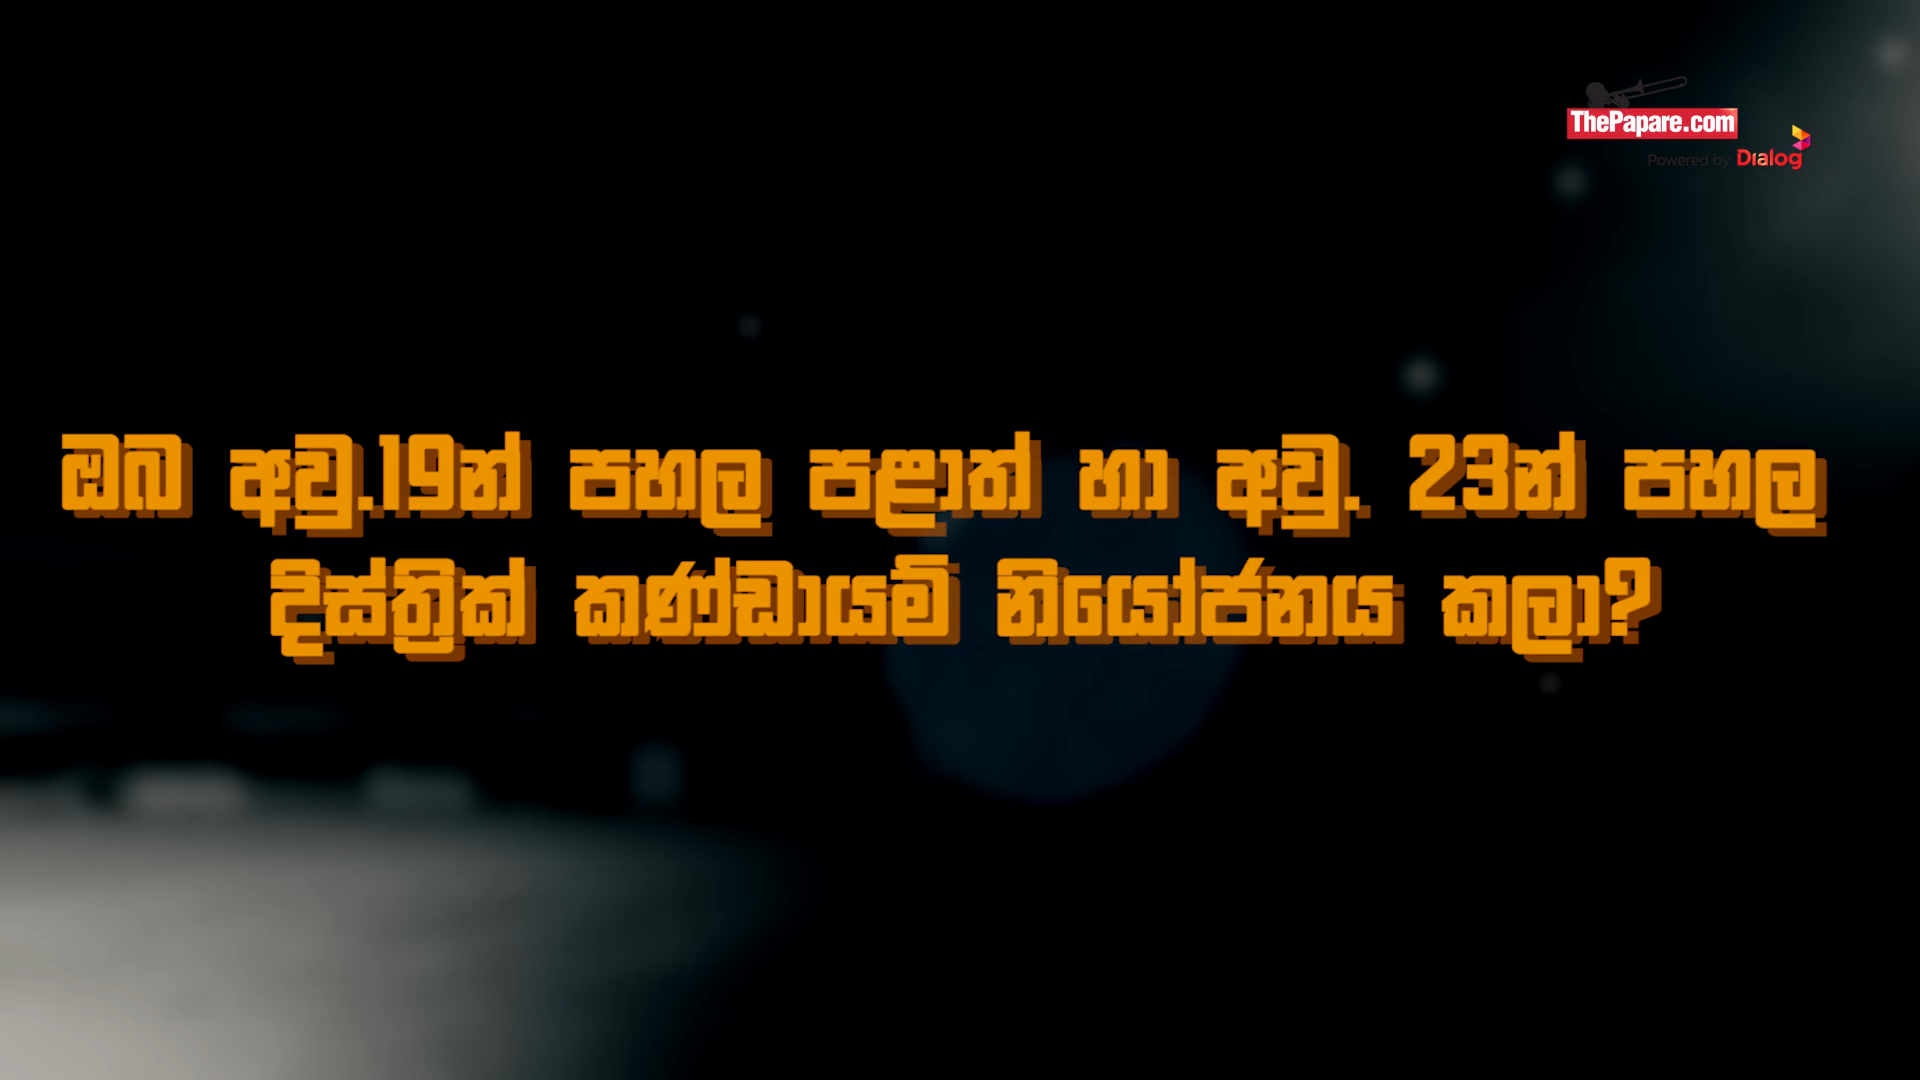 ThePapare.com
Powered by Dialog
ඔබ අවු.19න් පහල පළාත් හා අවු. 23න් පහල
දිස්ත්‍රික් කණ්ඩායම් නියෝජනය කලා?